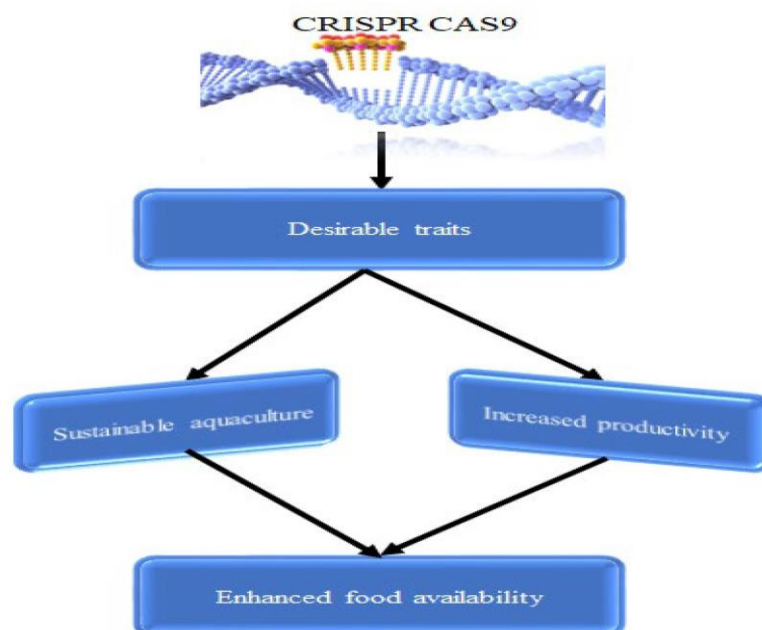 CRISPR CAS9
Desirable traits
Sustainable aquaculture
Increased productivity
Enhanced food availability